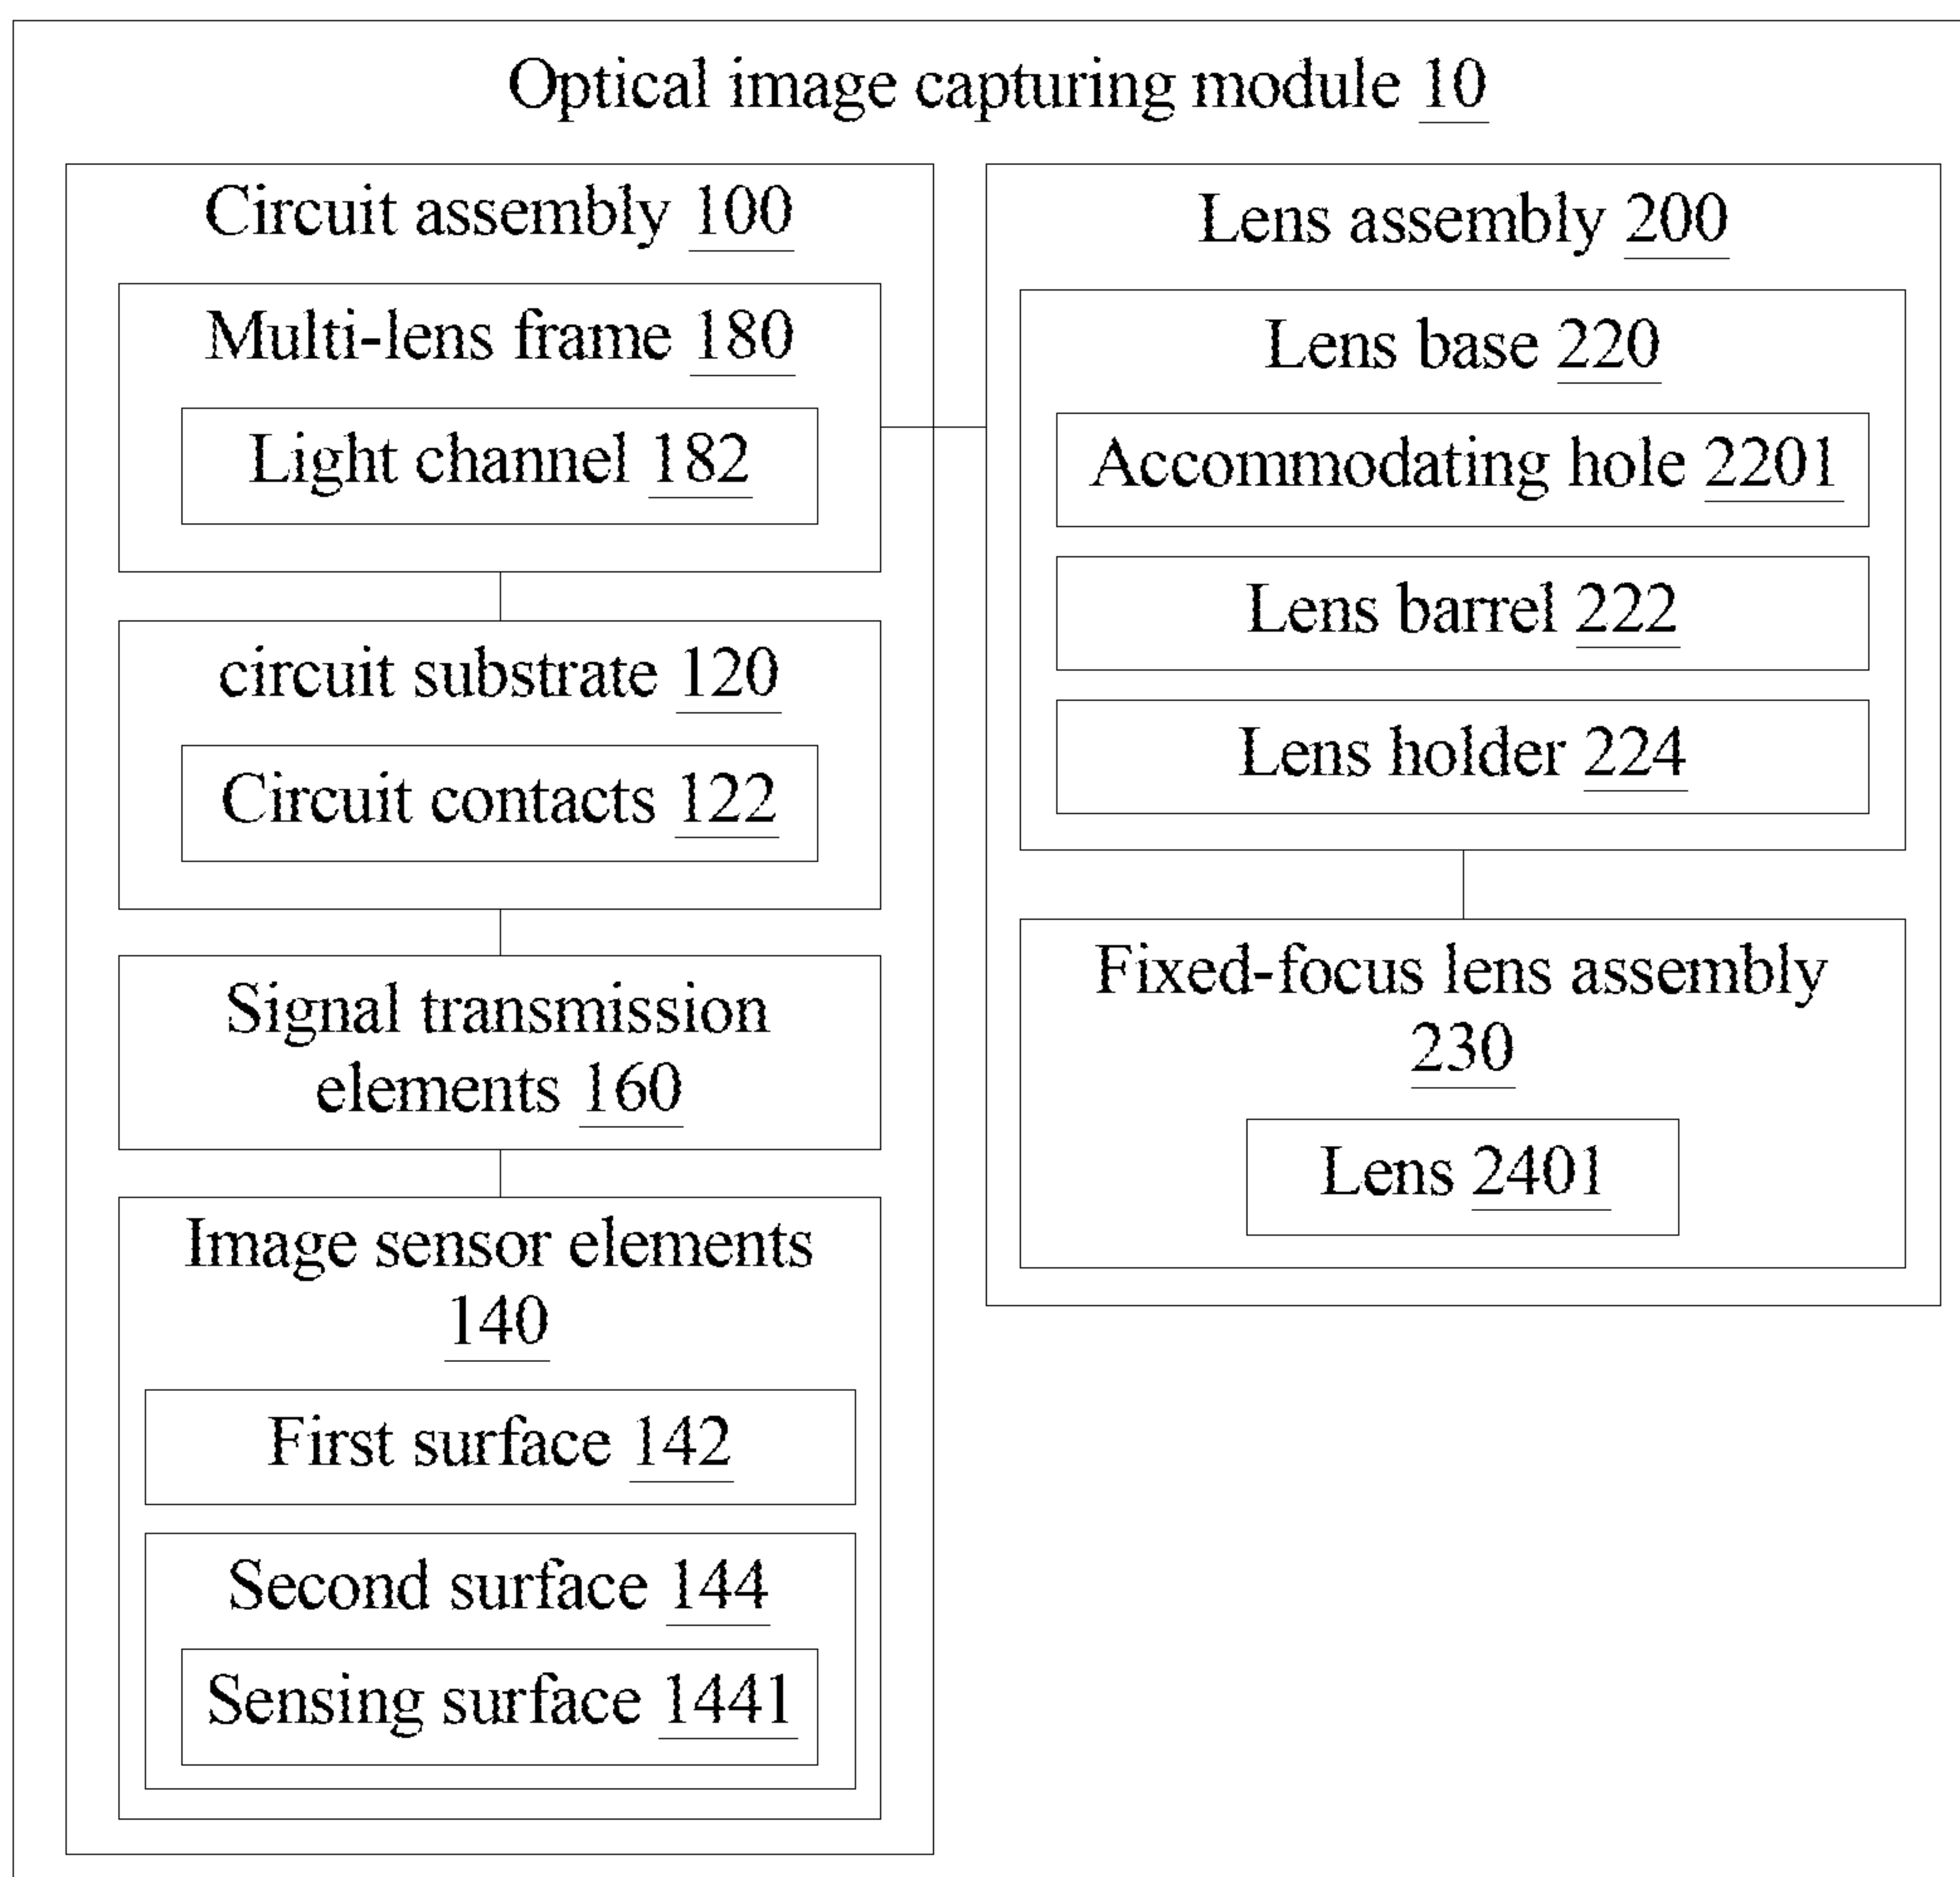 Optical image capturing module 10
Circuit assembly 100
Multi-lens frame 180
Light channel 182
circuit substrate 120
Circuit contacts 122
Signal transmission
elements 160
Image sensor elements
140
First surface 142
Second surface 144
Sensing surface 1441
Lens assembly 200
Lens base 220
Accommodating hole 2201
Lens barrel 222
Lens holder 224
Fixed-focus lens assembly
230
Lens 2401